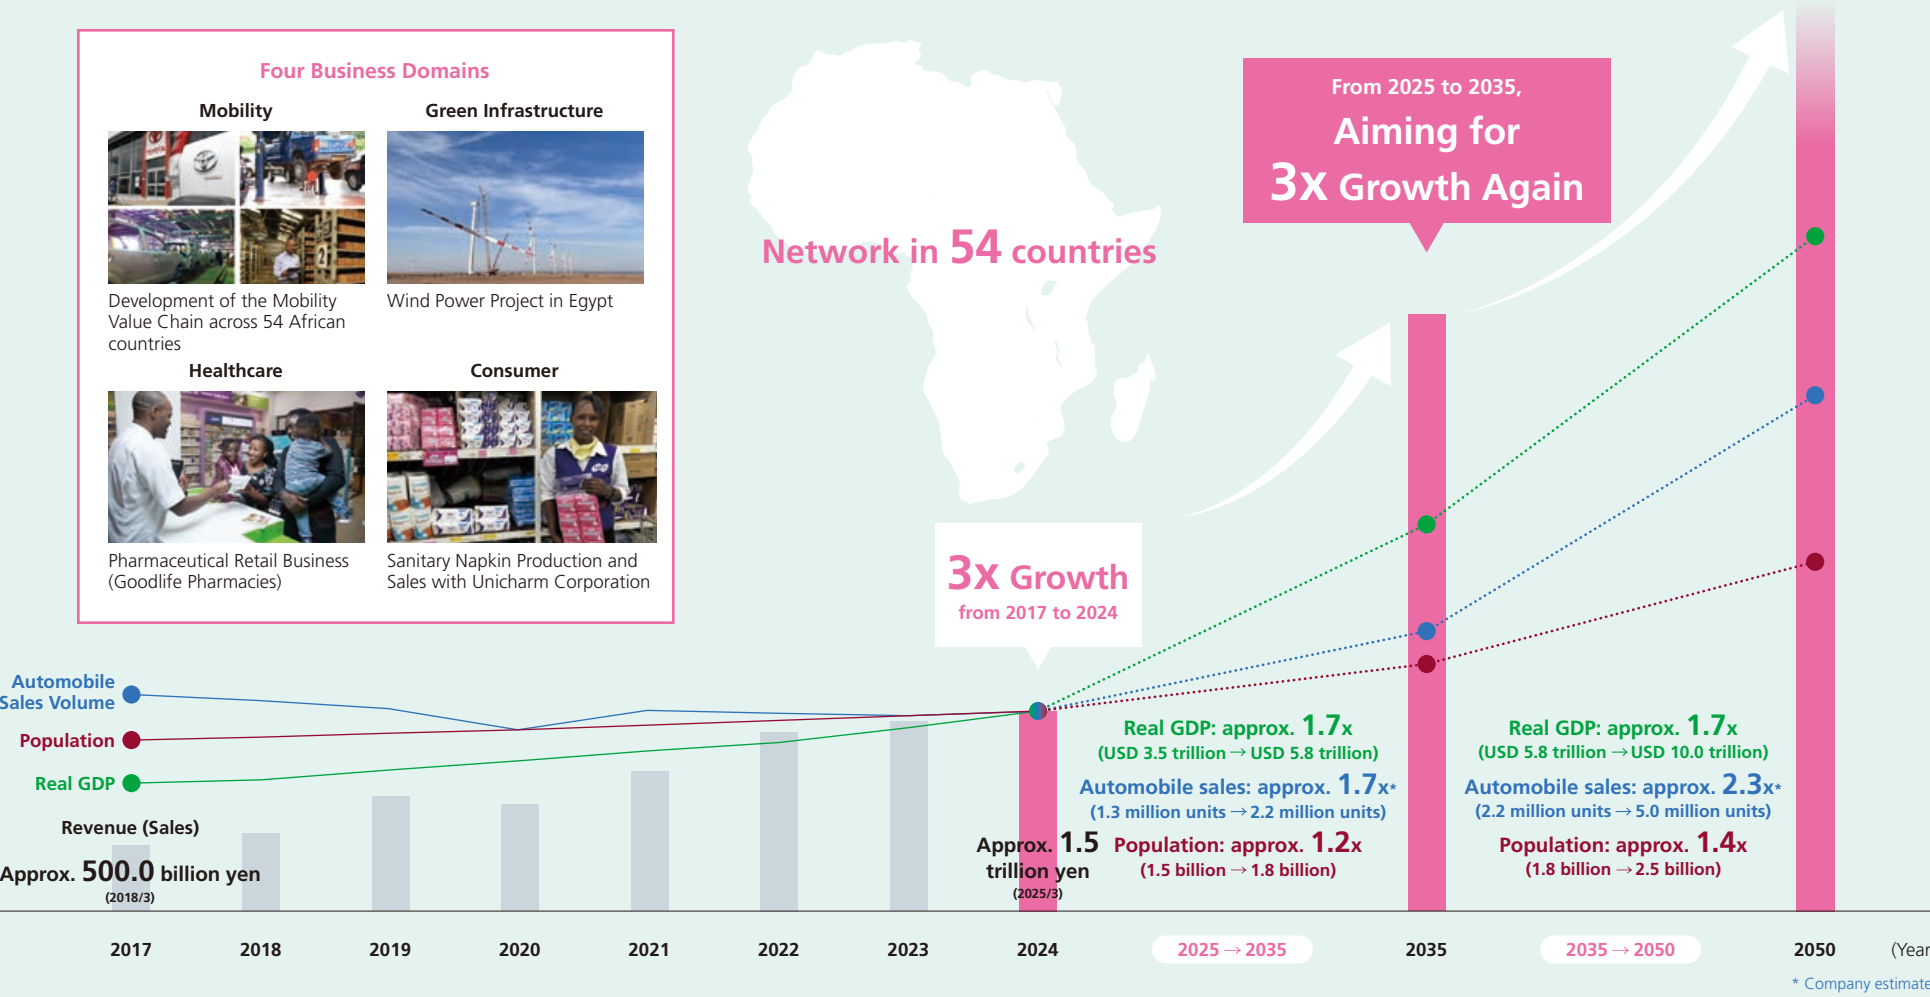 Four Business Domains
Mobility
Green Infrastructure
Development of the Mobility
Value Chain across 54 African
countries
Wind Power Project in Egypt
Healthcare
Consumer
Pharmaceutical Retail Business
(Goodlife Pharmacies)
Sanitary Napkin Production and
Sales with Unicharm Corporation
Network in 54 countries
From 2025 to 2035,
Aiming for
3x Growth Again
3x Growth
from 2017 to 2024
Automobile
Sales Volume
Population
Real GDP
Revenue (Sales)
Approx. 500.0 billion yen
(2018/3)
Approx. 1.5
trillion yen
(2025/3)
Real GDP: approx. 1.7x
(USD 3.5 trillion → USD 5.8 trillion)
Automobile sales: approx. 1.7x*
(1.3 million units → 2.2 million units)
Population: approx. 1.2x
(1.5 billion → 1.8 billion)
Real GDP: approx. 1.7x
(USD 5.8 trillion → USD 10.0 trillion)
Automobile sales: approx. 2.3x*
(2.2 million units → 5.0 million units)
Population: approx. 1.4x
(1.8 billion → 2.5 billion)
2017
2018
2019
2020
2021
2022
2023
2024
2025 → 2035
2035
2035 → 2050
2050
(Year
* Company estimate